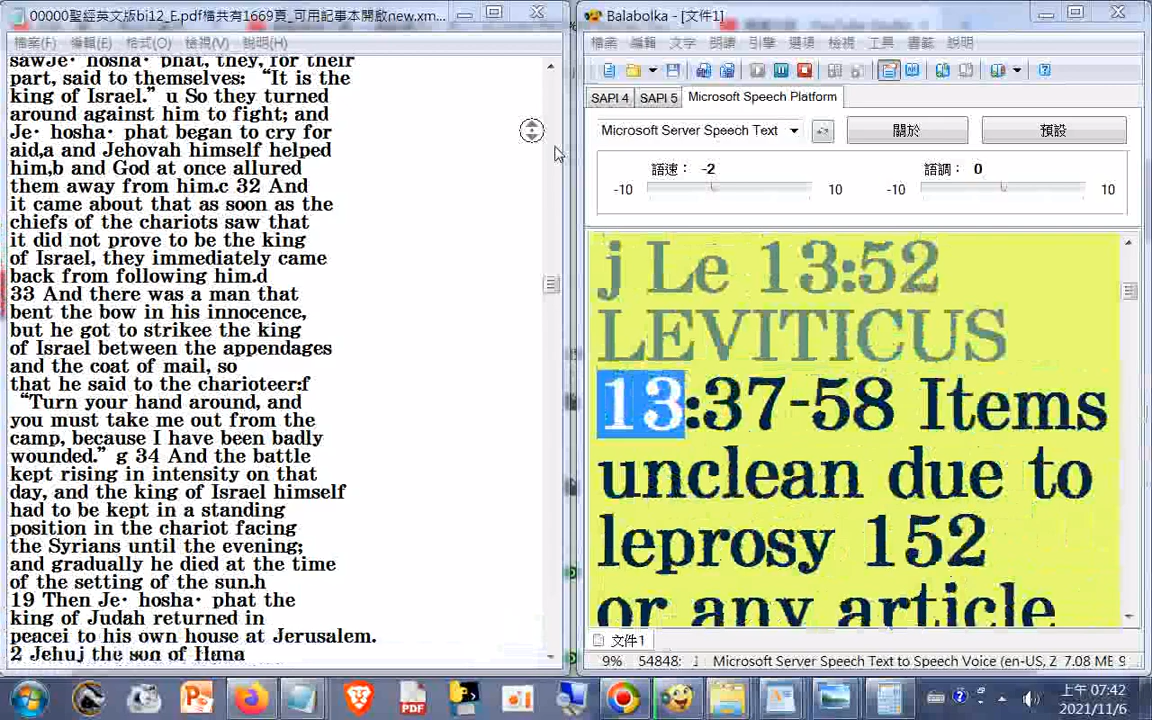 00000聖經英文版bi12_E.pdf檔共有1669頁_可用記事本開啟new.xm...
檔案(F) 編輯(E) 格式(O) 檢視(V) 說明(H)
sawJe· hosha· phat, they, for their
part, said to themselves: “It is the
king of Israel.” u So they turned
around against him to fight; and
Je· hosha· phat began to cry for
aid,a and Jehovah himself helped
him,b and God at once allured
them away from him.c 32 And
it came about that as soon as the
chiefs of the chariots saw that
it did not prove to be the king
of Israel, they immediately came
back from following him.d
33 And there was a man that
bent the bow in his innocence,
but he got to strikee the king
of Israel between the appendages
and the coat of mail, so
that he said to the charioteer:f
“Turn your hand around, and
you must take me out from the
camp, because I have been badly
wounded.” g 34 And the battle
kept rising in intensity on that
day, and the king of Israel himself
had to be kept in a standing
position in the chariot facing
the Syrians until the evening;
and gradually he died at the time
of the setting of the sun.h
19 Then Je· hosha· phat the
king of Judah returned in
peacei to his own house at Jerusalem.
2 Jehuj the son of Hana
Balabolka - [文件1]
檔案 編輯 文字 朗讀 引擎 選項 檢視 工具 書籤 說明
SAPI 4 SAPI 5 Microsoft Speech Platform
Microsoft Server Speech Text 關於 預設
語速： -2 語調： 0
-10 10 -10 10
j Le 13:52
LEVITICUS
13:37-58 Items
unclean due to
leprosy 152
or any article
文件1
9% 54848: Microsoft Server Speech Text to Speech Voice (en-US, Z 7.08 MB 9
上午 07:42
2021/11/6